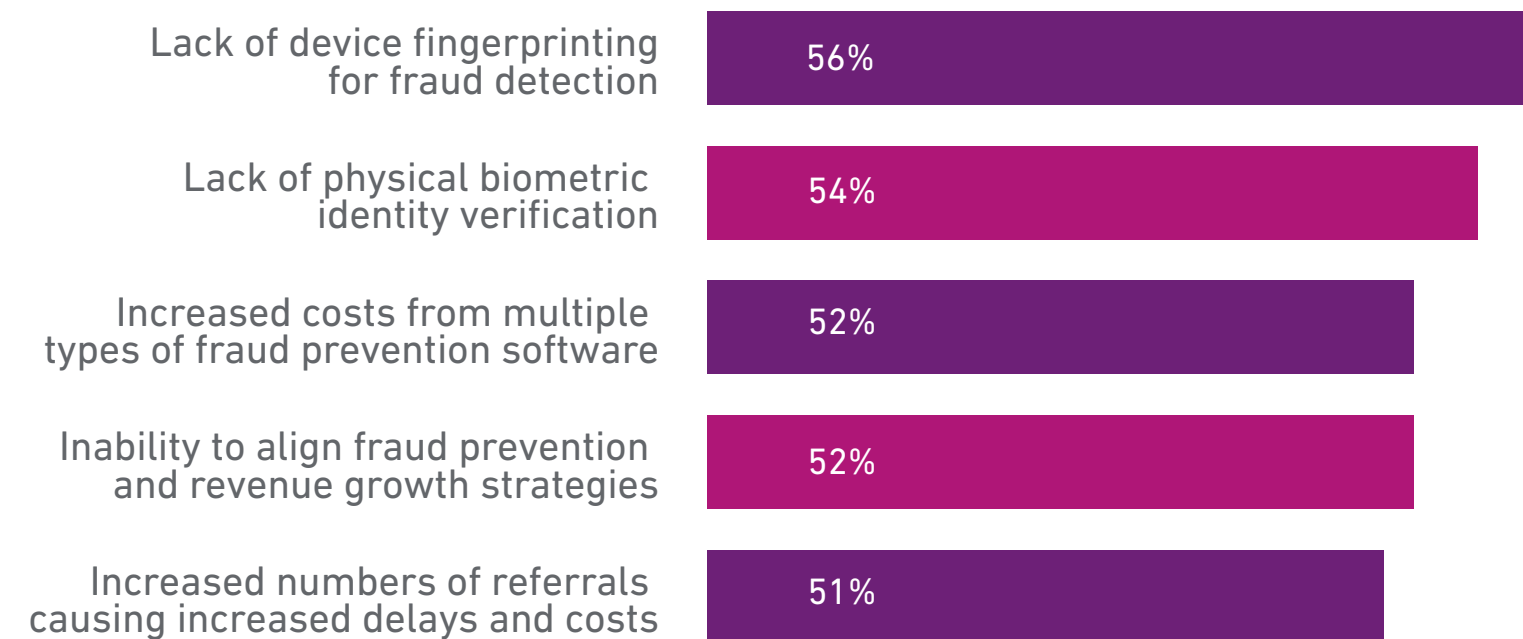 Lack of device fingerprinting
for fraud detection
56%
Lack of physical biometric
identity verification
54%
Increased costs from multiple
types of fraud prevention software
52%
Inability to align fraud prevention
and revenue growth strategies
52%
Increased numbers of referrals
causing increased delays and costs
51%